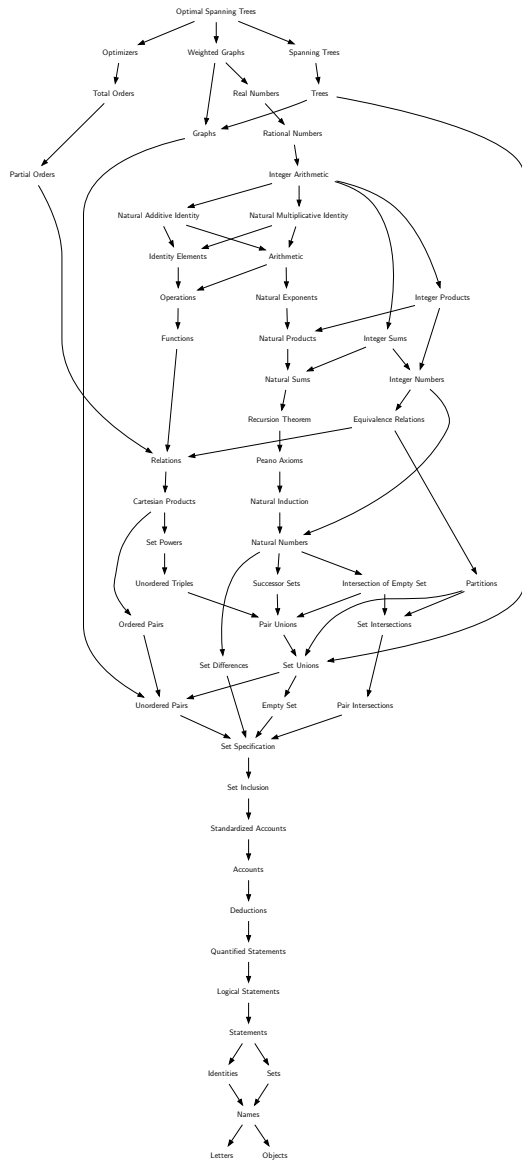 Optimal Spanning Trees
Optimizers Weighted Graphs Spanning Trees
Total Orders Real Numbers Trees
Graphs Rational Numbers
Partial Orders Integer Arithmetic
Natural Additive Identity Natural Multiplicative Identity
Identity Elements Arithmetic
Operations Natural Exponents Integer Products
Functions Natural Products Integer Sums
Natural Sums Integer Numbers
Recursion Theorem Equivalence Relations
Relations Peano Axioms
Cartesian Products Natural Induction
Set Powers Natural Numbers
Unordered Triples Successor Sets Intersection of Empty Set Partitions
Ordered Pairs Pair Unions Set Intersections
Set Differences Set Unions
Unordered Pairs Empty Set Pair Intersections
Set Specification
Set Inclusion
Standardized Accounts
Accounts
Deductions
Quantified Statements
Logical Statements
Statements
Identities Sets
Names
Letters Objects